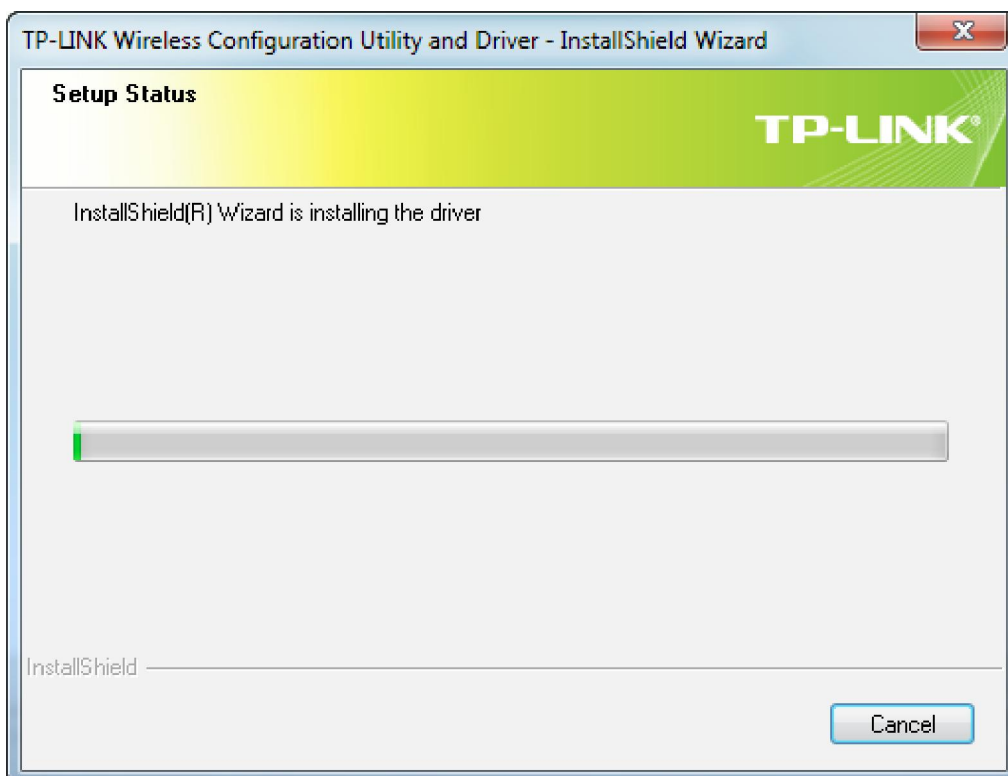 TP-LINK Wireless Configuration Utility and Driver - InstallShield Wizard
Setup Status
TP-LINK®
InstallShield(R) Wizard is installing the driver
InstallShield
Cancel